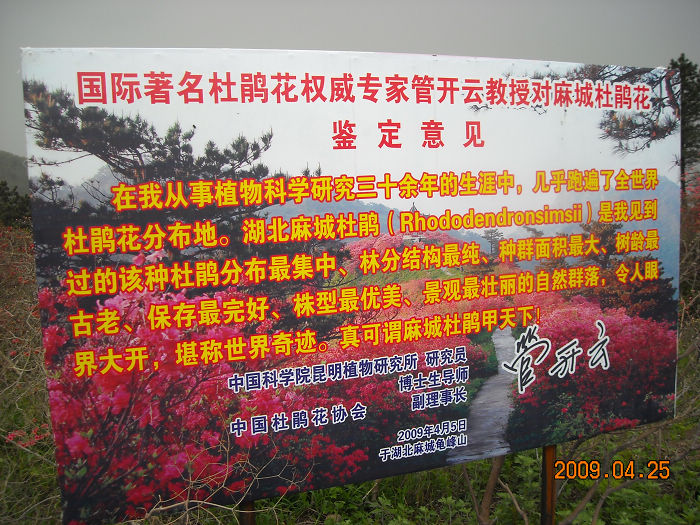 国际著名杜鹃花权威专家管开云教授对麻城杜鹃花
鉴定意见
在我从事植物科学研究三十余年的生涯中，几乎跑遍了全世界
杜鹃花分布地。湖北麻城杜鹃（Rhododendronsimsii）是我见到
过的该种杜鹃分布最集中、林分结构最纯、种群面积最大、树龄最
古老、保存最完好、株型最优美、景观最壮丽的自然群落，令人眼
界大开，堪称世界奇迹。真可谓麻城杜鹃甲天下！
中国科学院昆明植物研究所 研究员
博士生导师
中国杜鹃花协会 副理事长
管开云
2009年4月5日
于湖北麻城龟峰山
2009.04.25